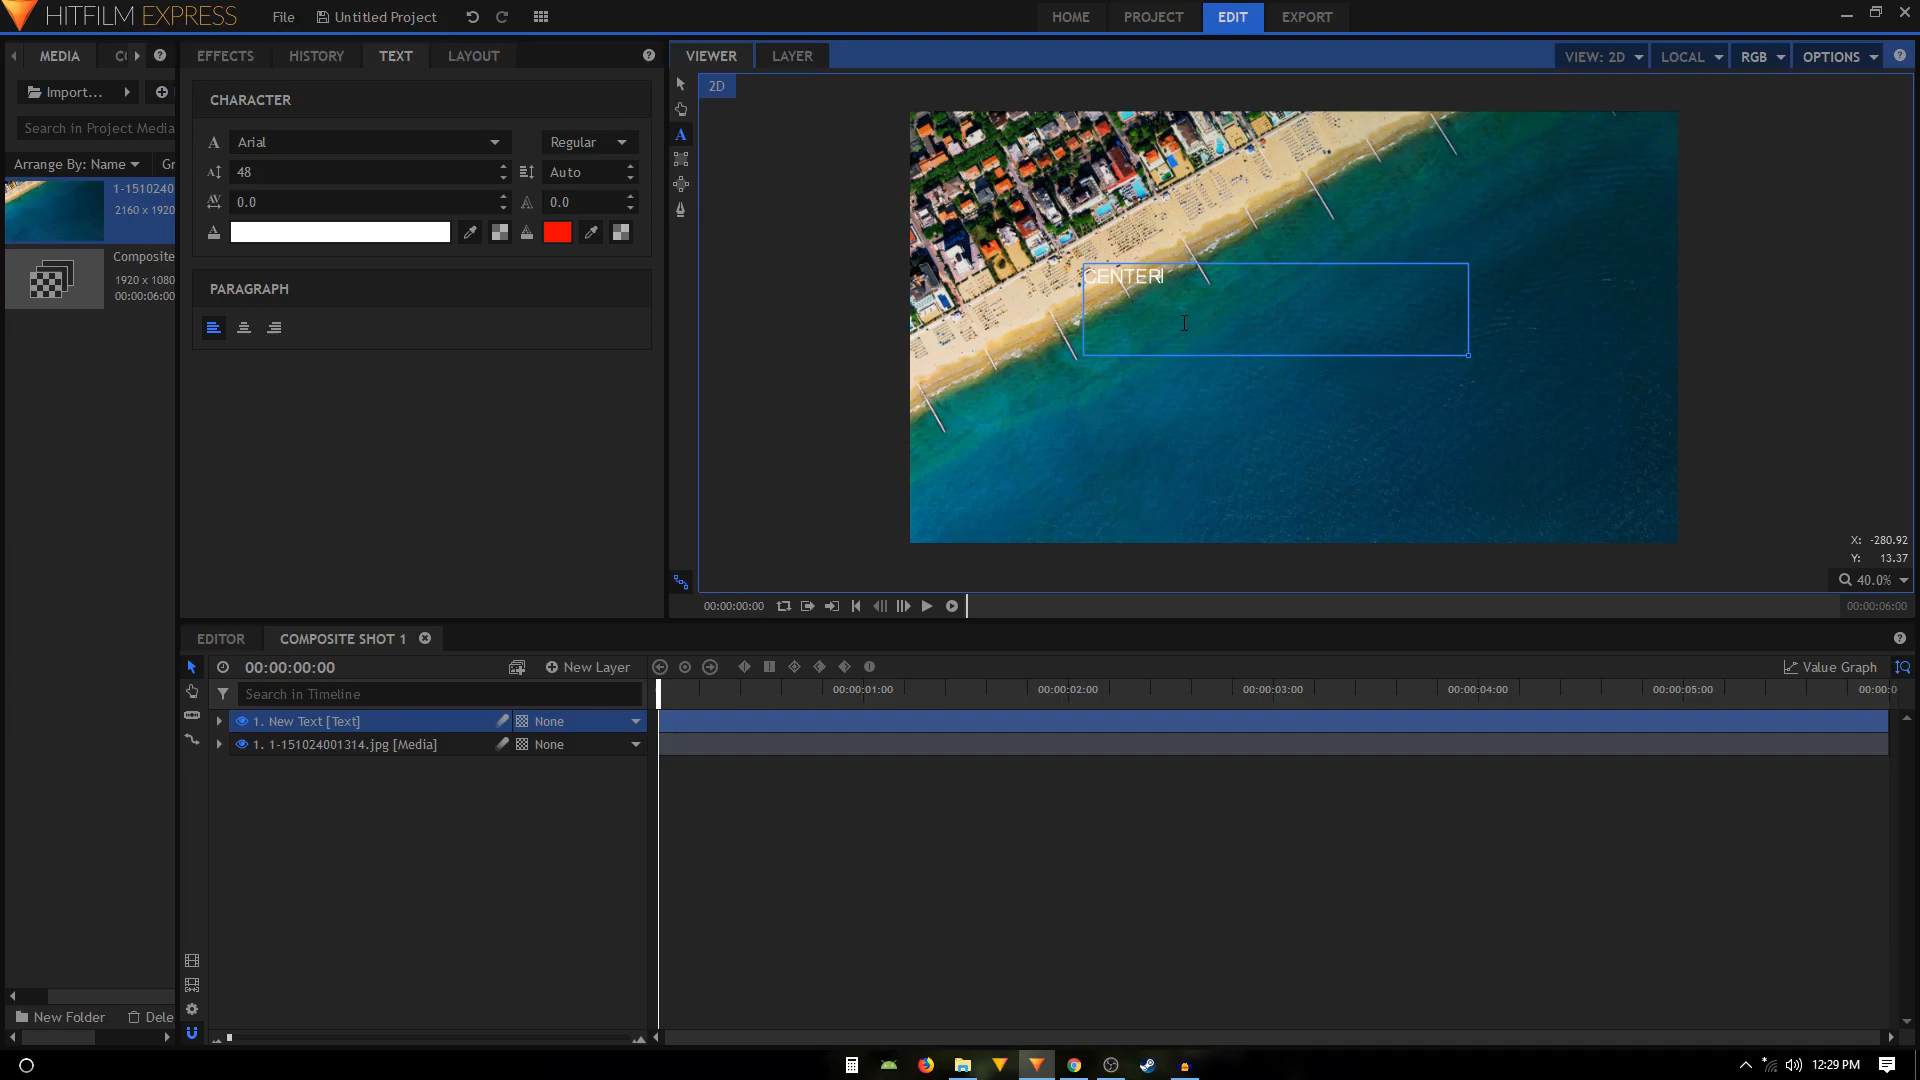 HITFILM EXPRESS
File
Untitled Project
HOME
PROJECT
EDIT
EXPORT
MEDIA
EFFECTS
HISTORY
TEXT
LAYOUT
VIEWER
LAYER
VIEW: 2D
LOCAL
RGB
OPTIONS
Import...
CHARACTER
2D
Search in Project Media
Arial
Regular
Arrange By: Name
48
Auto
1-1510240
2160 x 1920
0.0
0.0
Composite
1920 x 1080
00:00:06:00
CENTER
PARAGRAPH
X: -280.92
Y: 13.37
40.0%
00:00:00:00
00:00:06:00
EDITOR
COMPOSITE SHOT 1
00:00:00:00
New Layer
Value Graph
Search in Timeline
00:00:01:00
00:00:02:00
00:00:03:00
00:00:04:00
00:00:05:00
00:00:0
1. New Text [Text]
None
1. 1-151024001314.jpg [Media]
None
New Folder
Dele
12:29 PM